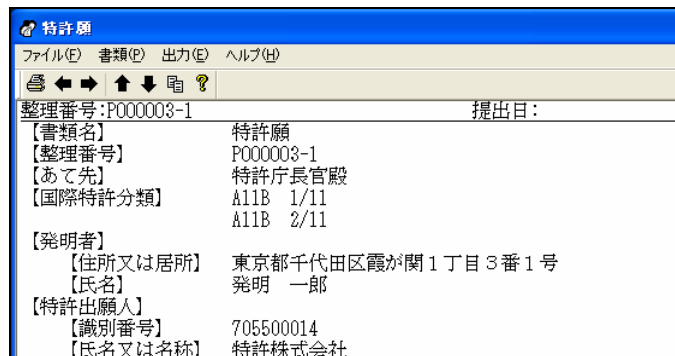 特許願
ファイル(F) 書類(P) 出力(E) ヘルプ(H)
整理番号:P000003-1 提出日:
【書類名】 特許願
【整理番号】 P000003-1
【あて先】 特許庁長官殿
【国際特許分類】 A11B 1/11
A11B 2/11
【発明者】
【住所又は居所】 東京都千代田区霞が関1丁目3番1号
【氏名】 発明 一郎
【特許出願人】
【識別番号】 705500014
【氏名又は名称】 特許株式会社